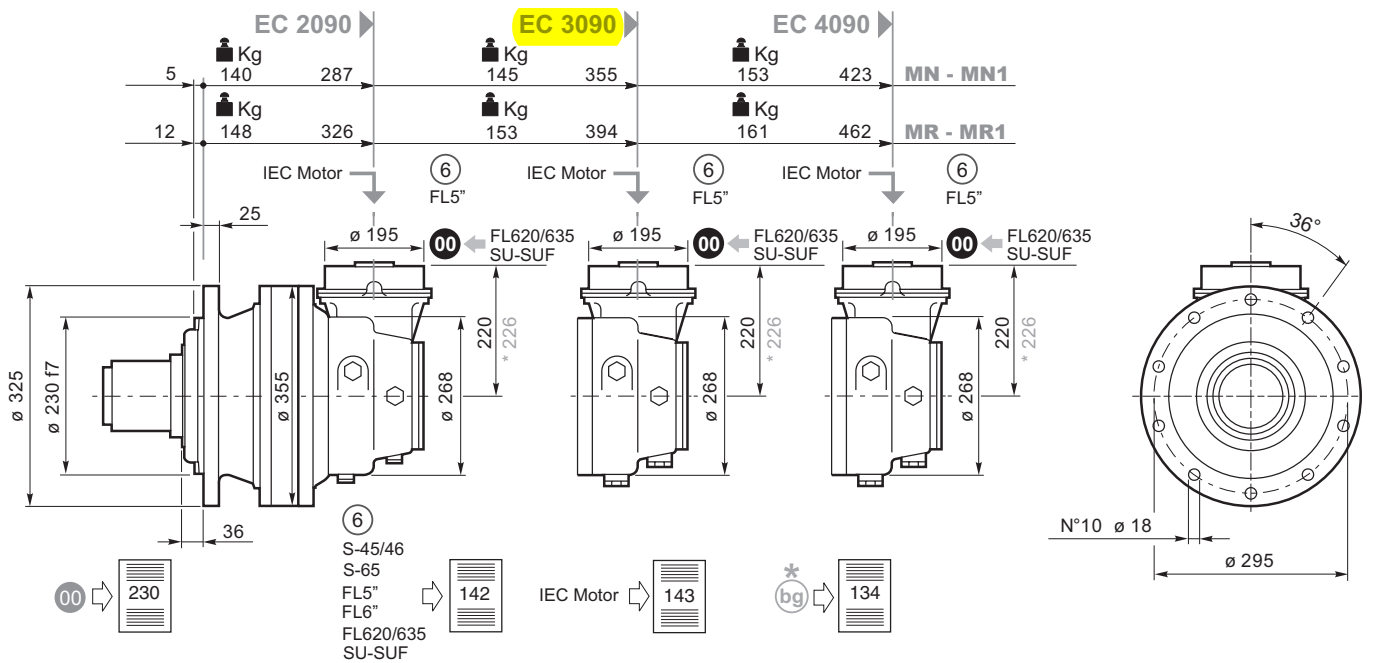 EC 2090 EC 3090 EC 4090
Kg Kg Kg
5 140 287 145 355 153 423 MN - MN1
Kg Kg Kg
12 148 326 153 394 161 462 MR - MR1
IEC Motor 6 IEC Motor 6 IEC Motor 6
FL5” FL5” FL5”
25
36°
ø 195 00 FL620/635 ø 195 00 FL620/635 ø 195 00 FL620/635
SU-SUF SU-SUF SU-SUF
ø 325
ø 230 f7
ø 355
ø 268
220
* 226
ø 268
220
* 226
ø 268
220
* 226
36
N°10 ø 18
ø 295
6
S-45/46
S-65
FL5”
FL6”
FL620/635
SU-SUF
00 230
142
IEC Motor 143
*
bg 134